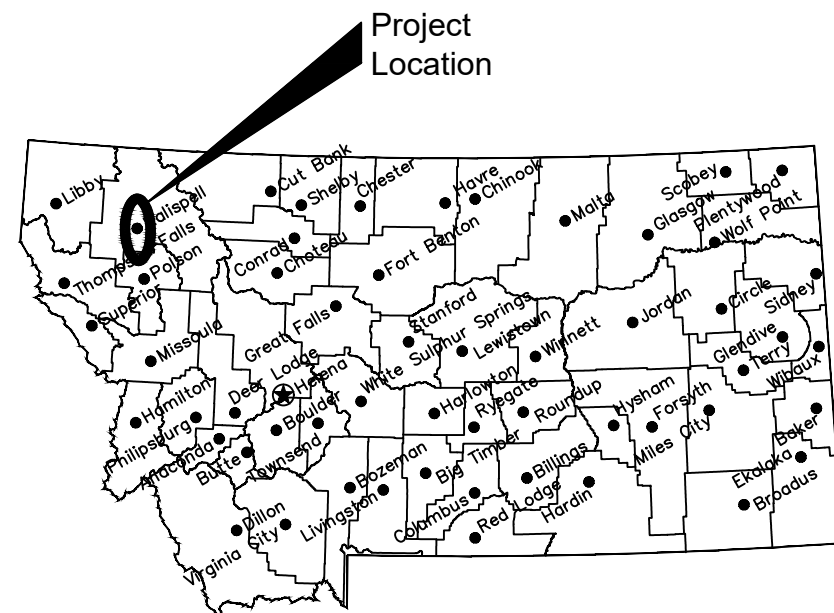 Project
Location
Libby
alispell
Cut Bank
Shelby
Chester
Havre
Chinook
Malta
Scobey
Plentywood
Glasgow
Wolf Point
Thompson Falls
Polson
Conrad
Choteau
Fort Benton
Superior
Missoula
Great Falls
Stanford
Lewistown
Winnett
Jordan
Circle
Sidney
Glendive
Terry
Wibaux
Deer Lodge
Helena
White Sulphur Springs
Hamilton
Philipsburg
Anaconda
Butte
Boulder
Townsend
Harlowton
Ryegate
Roundup
Hysham
Forsyth
Miles City
Baker
Ekalaka
Broadus
Bozeman
Livingston
Big Timber
Columbus
Billings
Red Lodge
Hardin
Dillon
Virginia City